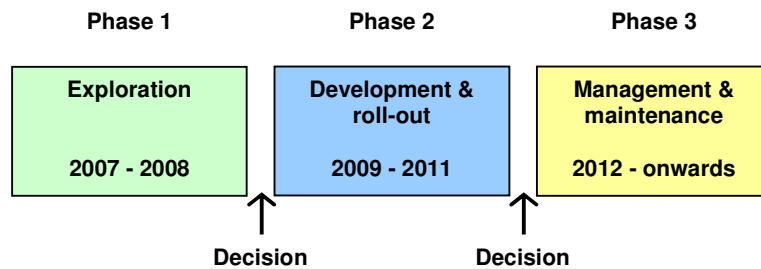 Phase 1
Phase 2
Phase 3
Exploration
2007 - 2008
Development &
roll-out
2009 - 2011
Management &
maintenance
2012 - onwards
Decision
Decision